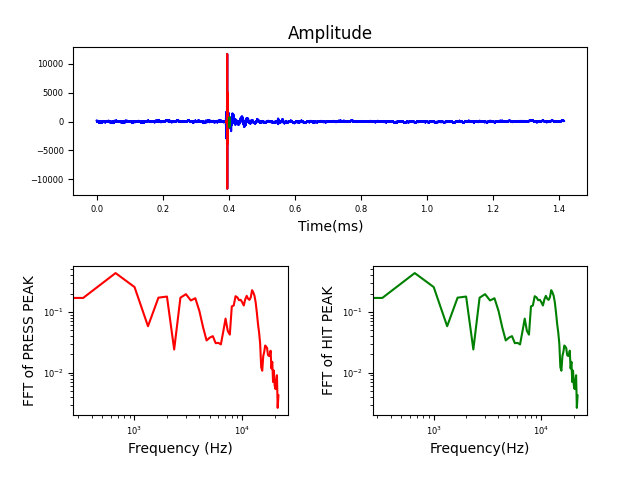 Amplitude
10000
5000
0
−5000
−10000
0.0 0.2 0.4 0.6 0.8 1.0 1.2 1.4
Time(ms)
FFT of PRESS PEAK
10⁻¹
10⁻²
10³ 10⁴
Frequency (Hz)
FFT of HIT PEAK
10⁻¹
10⁻²
10³ 10⁴
Frequency(Hz)